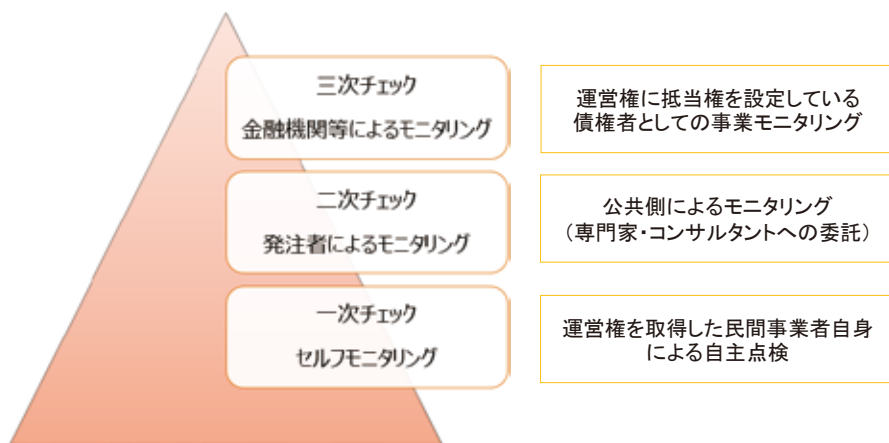 三次チェック
金融機関等によるモニタリング
運営権に抵当権を設定している
債権者としての事業モニタリング
二次チェック
発注者によるモニタリング
公共側によるモニタリング
（専門家・コンサルタントへの委託）
一次チェック
セルフモニタリング
運営権を取得した民間事業者自身
による自主点検